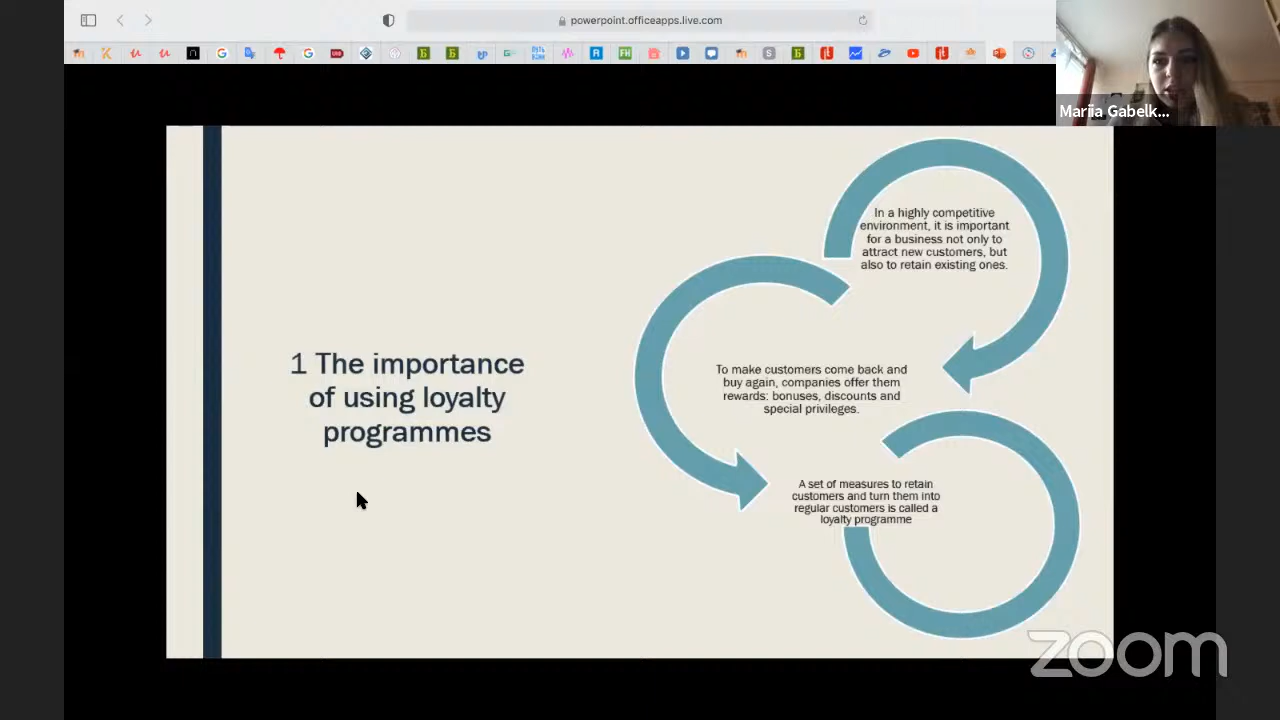 powerpoint.officeapps.live.com
Mariia Gabelk...
In a highly competitive
environment, it is important
for a business not only to
attract new customers, but
also to retain existing ones.
1 The importance
of using loyalty
programmes
To make customers come back and
buy again, companies offer them
rewards: bonuses, discounts and
special privileges.
A set of measures to retain
customers and turn them into
regular customers is called a
loyalty programme
zoom